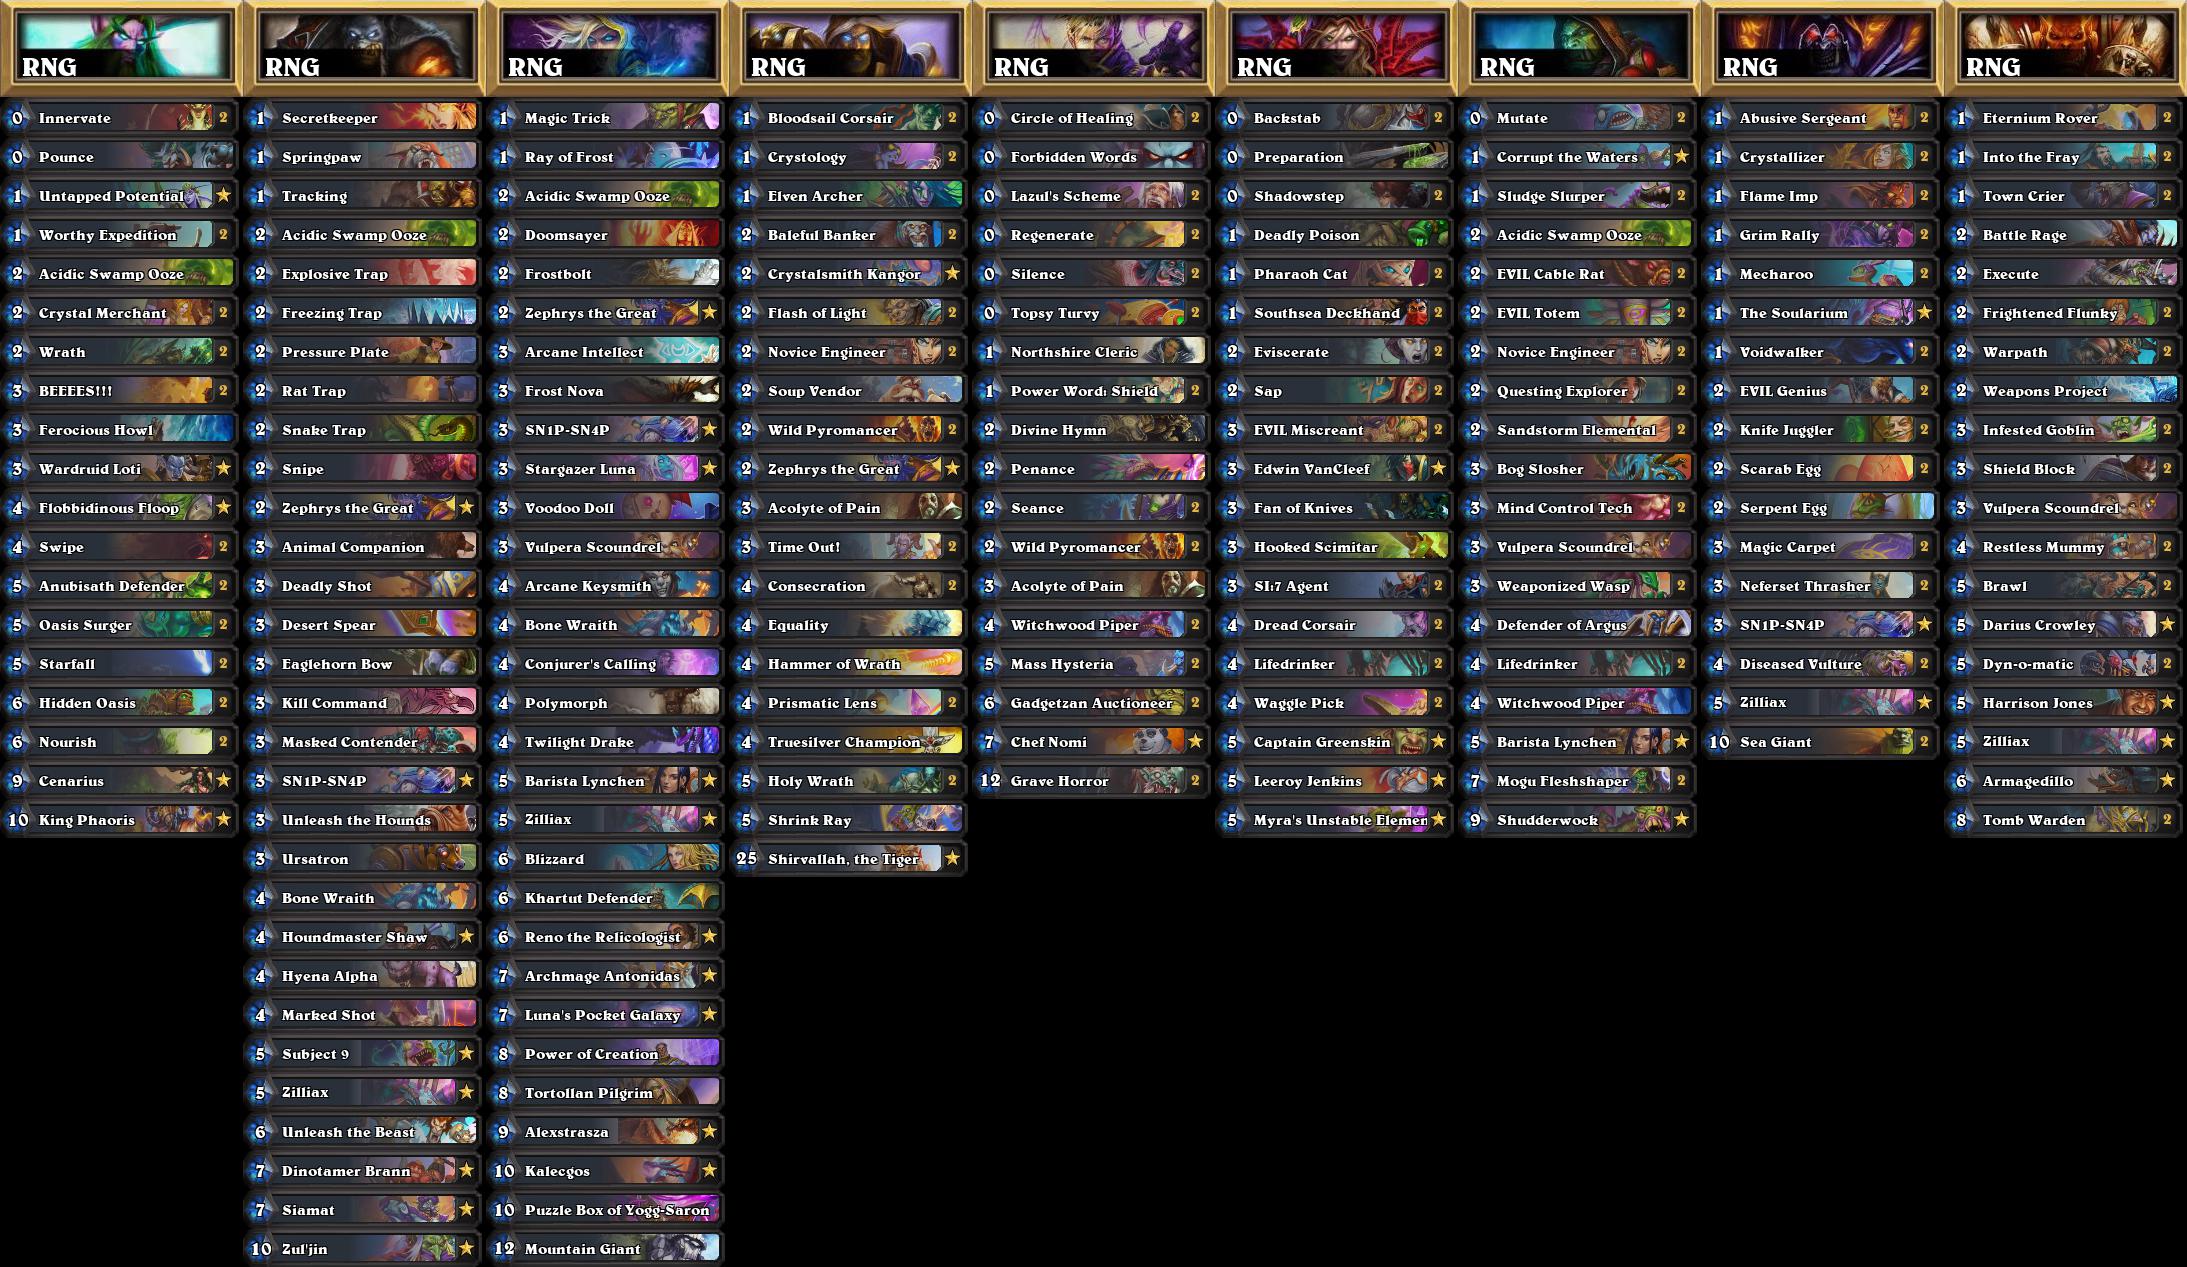 RNG
0 Innervate 2
0 Pounce
1 Untapped Potential
1 Worthy Expedition 2
2 Acidic Swamp Ooze
2 Crystal Merchant 2
2 Wrath 2
3 BEEEES!!! 2
3 Ferocious Howl
3 Wardruid Loti
4 Flobbidinous Floop
4 Swipe 2
5 Anubisath Defender 2
5 Oasis Surger 2
5 Starfall 2
6 Hidden Oasis 2
6 Nourish 2
9 Cenarius
10 King Phaoris
RNG
1 Secretkeeper
1 Springpaw
1 Tracking
2 Acidic Swamp Ooze
2 Explosive Trap
2 Freezing Trap
2 Pressure Plate
2 Rat Trap
2 Snake Trap
2 Snipe
2 Zephrys the Great
3 Animal Companion
3 Deadly Shot
3 Desert Spear
3 Eaglehorn Bow
3 Kill Command
3 Masked Contender
3 SN1P-SN4P
3 Unleash the Hounds
3 Ursatron
4 Bone Wraith
4 Houndmaster Shaw
4 Hyena Alpha
4 Marked Shot
5 Subject 9
5 Zilliax
6 Unleash the Beast
7 Dinotamer Brann
7 Siamat
10 Zul'jin
RNG
1 Magic Trick
1 Ray of Frost
2 Acidic Swamp Ooze
2 Doomsayer
2 Frostbolt
2 Zephrys the Great
3 Arcane Intellect
3 Frost Nova
3 SN1P-SN4P
3 Stargazer Luna
3 Voodoo Doll
3 Vulpera Scoundrel
4 Arcane Keysmith
4 Bone Wraith
4 Conjurer's Calling
4 Polymorph
4 Twilight Drake
5 Barista Lynchen
5 Zilliax
6 Blizzard
6 Khartut Defender
6 Reno the Relicologist
7 Archmage Antonidas
7 Luna's Pocket Galaxy
8 Power of Creation
8 Tortollan Pilgrim
9 Alexstrasza
10 Kalecgos
10 Puzzle Box of Yogg-Saron
12 Mountain Giant
RNG
1 Bloodsail Corsair 2
1 Crystology 2
1 Elven Archer
2 Baleful Banker 2
2 Crystalsmith Kangor
2 Flash of Light 2
2 Novice Engineer 2
2 Soup Vendor
2 Wild Pyromancer 2
2 Zephrys the Great
3 Acolyte of Pain
3 Time Out! 2
4 Consecration 2
4 Equality
4 Hammer of Wrath
4 Prismatic Lens 2
4 Truesilver Champion
5 Holy Wrath 2
5 Shrink Ray
25 Shirvallah, the Tiger
RNG
0 Circle of Healing 2
0 Forbidden Words
0 Lazul's Scheme 2
0 Regenerate 2
0 Silence 2
0 Topsy Turvy 2
1 Northshire Cleric
1 Power Word: Shield 2
2 Divine Hymn
2 Penance
2 Seance 2
2 Wild Pyromancer 2
3 Acolyte of Pain
4 Witchwood Piper 2
5 Mass Hysteria 2
6 Gadgetzan Auctioneer 2
7 Chef Nomi
12 Grave Horror 2
RNG
0 Backstab 2
0 Preparation
0 Shadowstep 2
1 Deadly Poison
1 Pharaoh Cat 2
1 Southsea Deckhand 2
2 Eviscerate 2
2 Sap 2
3 EVIL Miscreant 2
3 Edwin VanCleef
3 Fan of Knives
3 Hooked Scimitar
3 SI:7 Agent 2
4 Dread Corsair 2
4 Lifedrinker 2
4 Waggle Pick 2
5 Captain Greenskin
5 Leeroy Jenkins
5 Myra's Unstable Elemen
RNG
0 Mutate 2
1 Corrupt the Waters
1 Sludge Slurper 2
2 Acidic Swamp Ooze
2 EVIL Cable Rat 2
2 EVIL Totem 2
2 Novice Engineer 2
2 Questing Explorer 2
2 Sandstorm Elemental 2
3 Bog Slosher
3 Mind Control Tech 2
3 Vulpera Scoundrel
3 Weaponized Wasp 2
4 Defender of Argus
4 Lifedrinker 2
4 Witchwood Piper
5 Barista Lynchen
7 Mogu Fleshshaper 2
9 Shudderwock
RNG
1 Abusive Sergeant 2
1 Crystallizer 2
1 Flame Imp 2
1 Grim Rally 2
1 Mecharoo 2
1 The Soularium
1 Voidwalker 2
2 EVIL Genius 2
2 Knife Juggler 2
2 Scarab Egg 2
2 Serpent Egg
3 Magic Carpet 2
3 Neferset Thrasher 2
3 SN1P-SN4P
4 Diseased Vulture 2
5 Zilliax
10 Sea Giant 2
RNG
1 Eternium Rover 2
1 Into the Fray 2
1 Town Crier 2
2 Battle Rage
2 Execute
2 Frightened Flunky 2
2 Warpath 2
2 Weapons Project
3 Infested Goblin 2
3 Shield Block 2
3 Vulpera Scoundrel
4 Restless Mummy 2
5 Brawl 2
5 Darius Crowley
5 Dyn-o-matic 2
5 Harrison Jones
5 Zilliax
6 Armagedillo
8 Tomb Warden 2